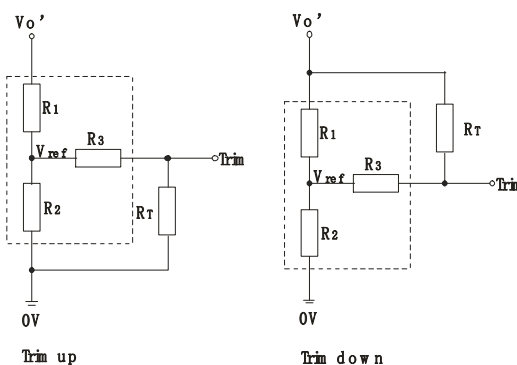 Vo'
R1
R3
Vref
Trim
R2
RT
0V
Trim up
Vo'
R1
RT
R3
Vref
Trim
R2
0V
Trim down